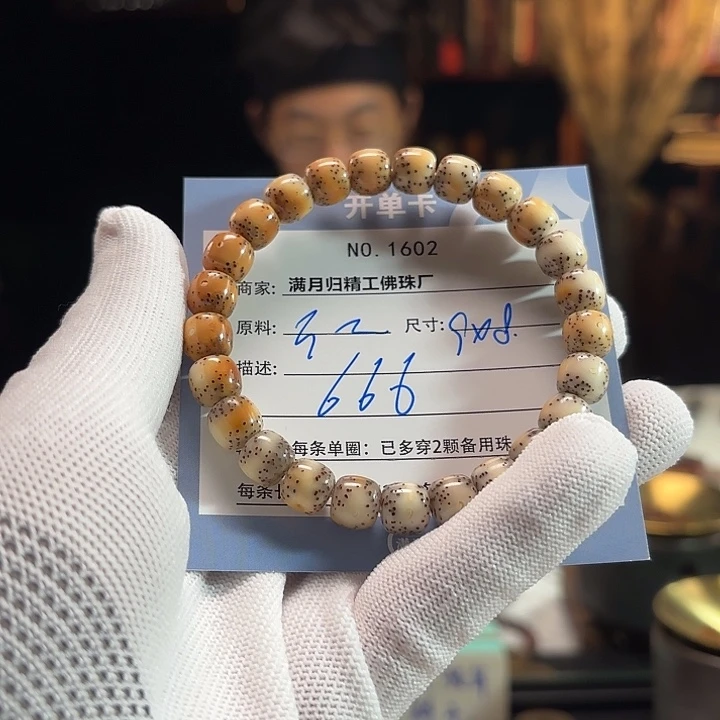 开单卡
NO. 1602
商家: 满月归精工佛珠厂
原料: 尺寸: 9x8.
描述: 666
每条单圈: 已多穿2颗备用珠
每条